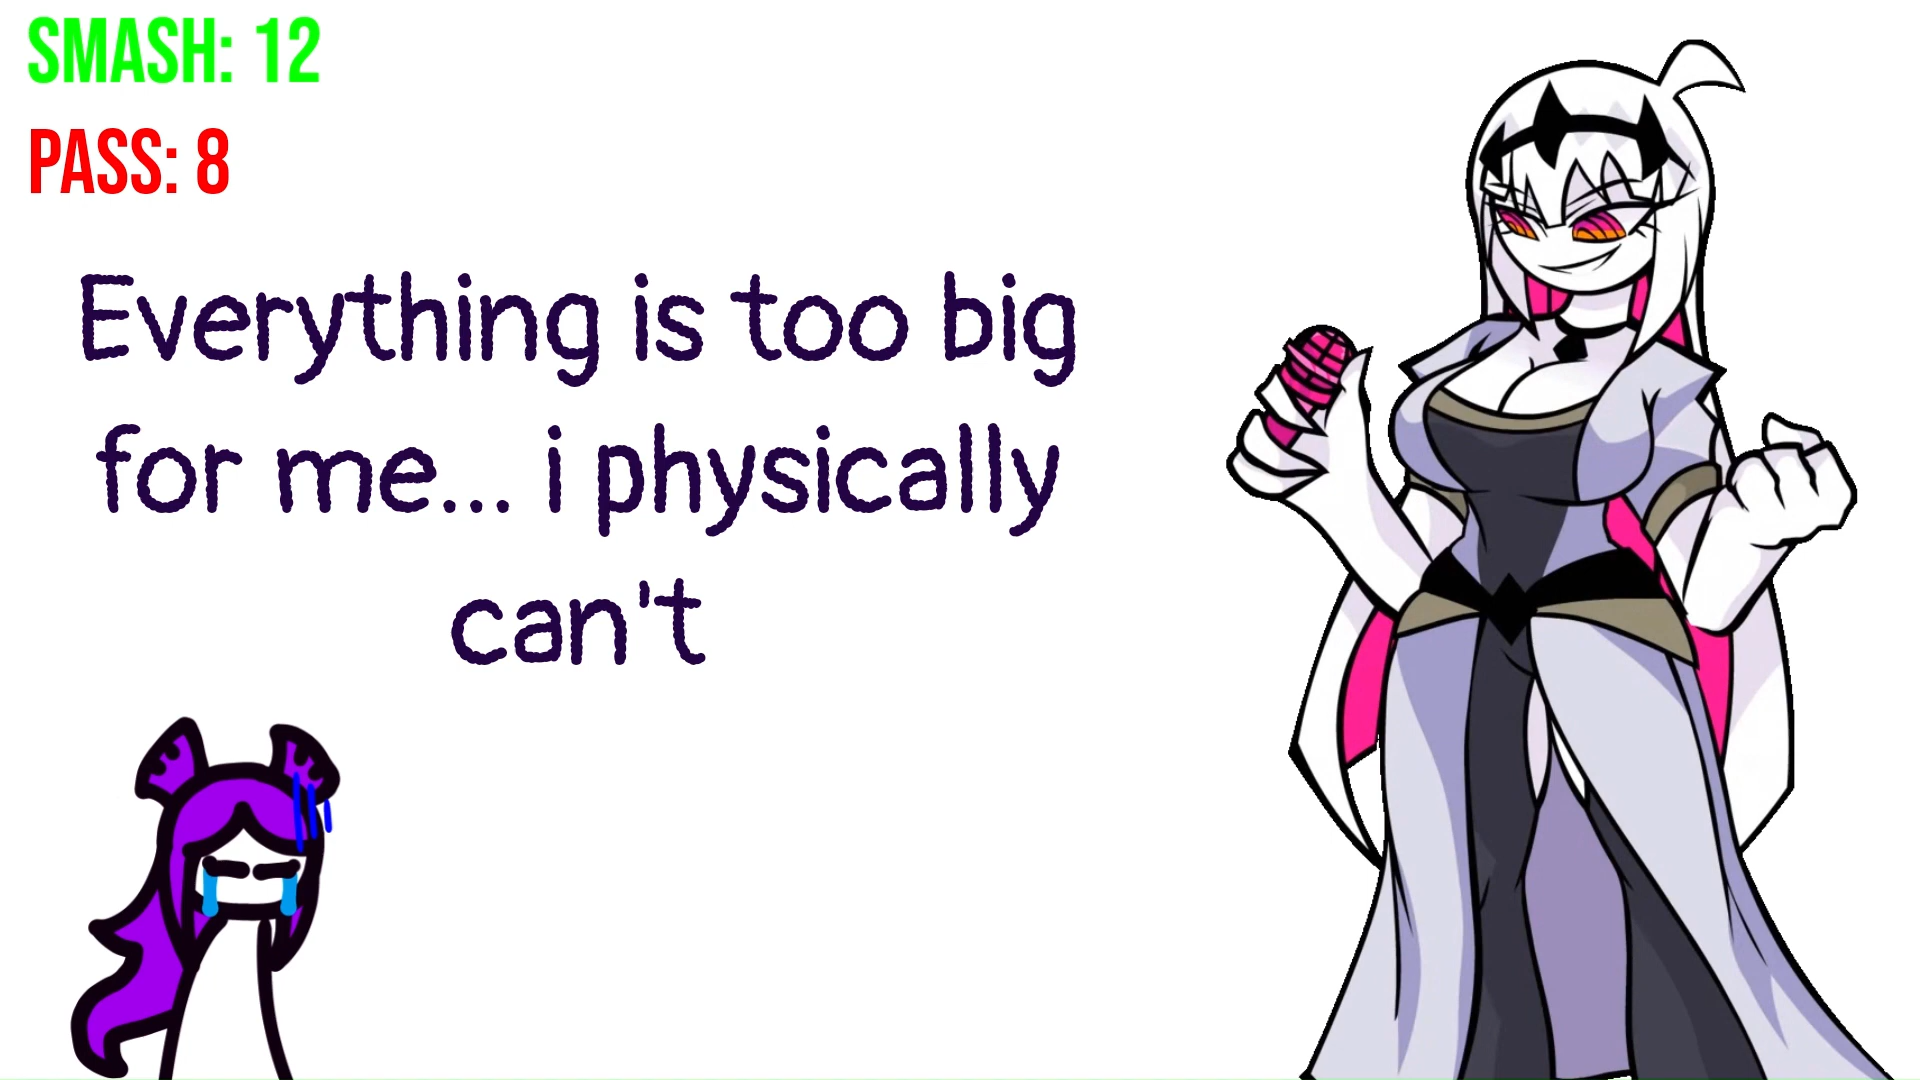 SMASH: 12
PASS: 8
Everything is too big
for me... i physically
can't